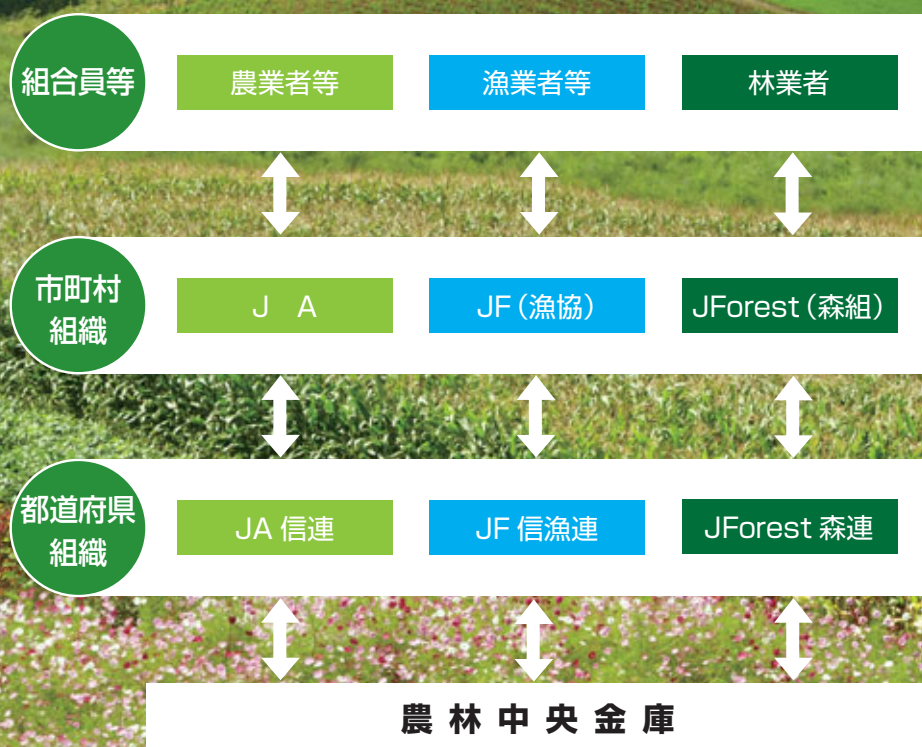 組合員等
農業者等
漁業者等
林業者
市町村
組織
J A
JF（漁協）
JForest（森組）
都道府県
組織
JA 信連
JF 信漁連
JForest 森連
農林中央金庫